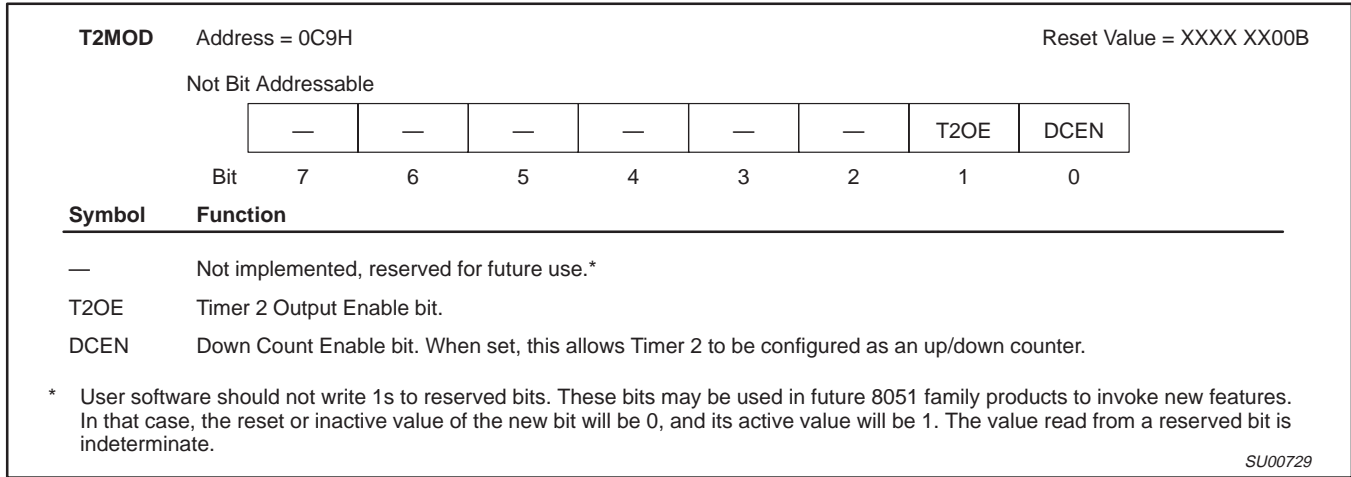 T2MOD Address = 0C9H Reset Value = XXXX XX00B
Not Bit Addressable
— — — — — — T2OE DCEN
Bit 7 6 5 4 3 2 1 0
Symbol Function
— Not implemented, reserved for future use.*
T2OE Timer 2 Output Enable bit.
DCEN Down Count Enable bit. When set, this allows Timer 2 to be configured as an up/down counter.
* User software should not write 1s to reserved bits. These bits may be used in future 8051 family products to invoke new features.
In that case, the reset or inactive value of the new bit will be 0, and its active value will be 1. The value read from a reserved bit is
indeterminate.
SU00729